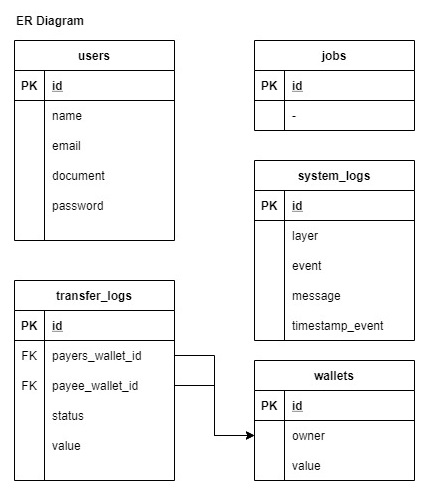 ER Diagram
users
PK id
name
email
document
password
jobs
PK id
-
system_logs
PK id
layer
event
message
timestamp_event
transfer_logs
PK id
FK payers_wallet_id
FK payee_wallet_id
status
value
wallets
PK id
owner
value